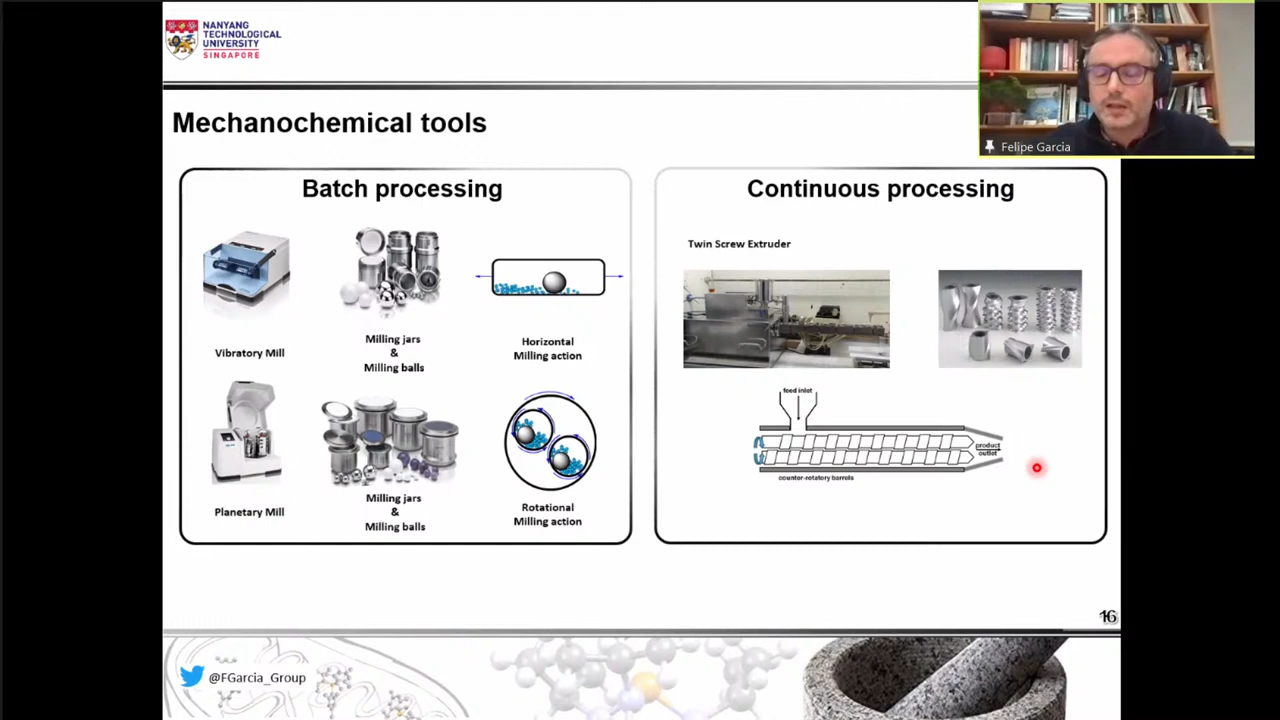 NANYANG
TECHNOLOGICAL
UNIVERSITY
SINGAPORE
Felipe Garcia
Mechanochemical tools
Batch processing
Vibratory Mill
Milling jars
&
Milling balls
Horizontal
Milling action
Planetary Mill
Milling jars
&
Milling balls
Rotational
Milling action
Continuous processing
Twin Screw Extruder
feed inlet
product
outlet
counter-rotatory barrels
@FGarcia_Group